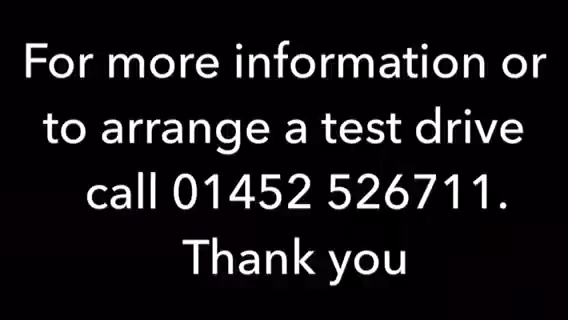 For more information or
to arrange a test drive
call 01452 526711.
Thank you